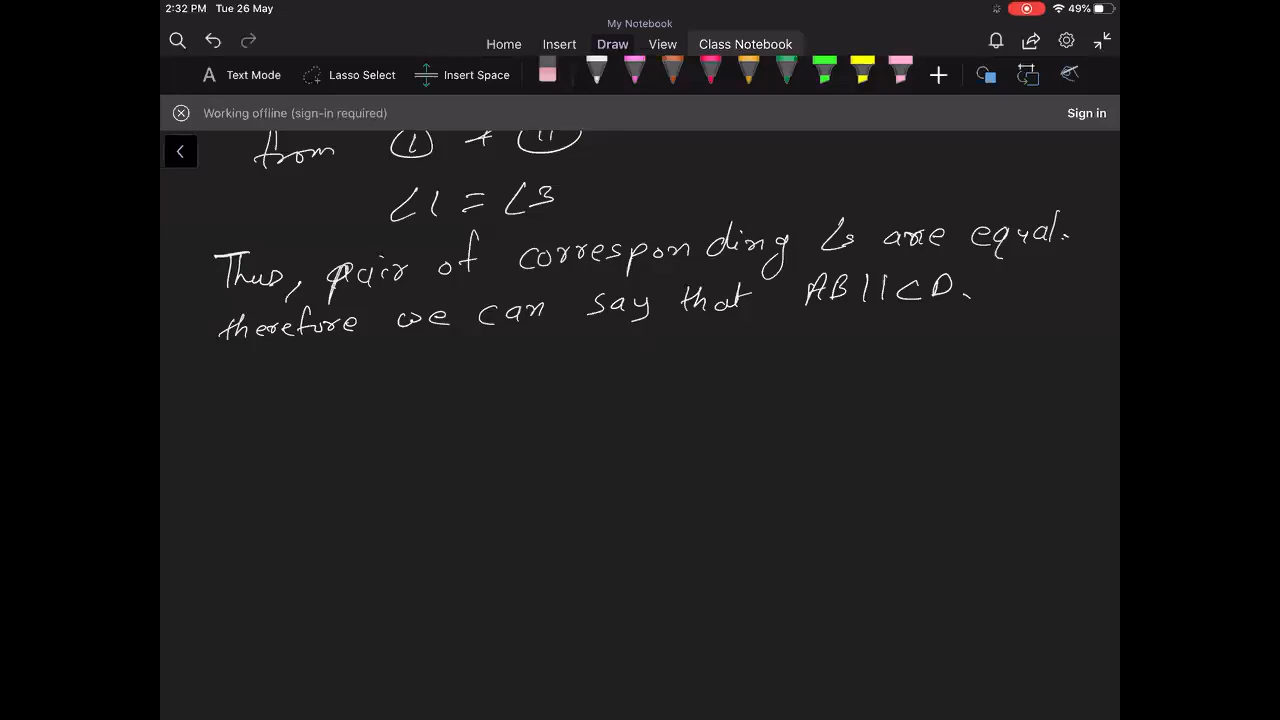 2:32 PM Tue 26 May
49%
My Notebook
Home Insert Draw View Class Notebook
A Text Mode Lasso Select Insert Space
Working offline (sign-in required) Sign in
from (i) + (ii)
∠1 = ∠3
Thus, pair of corresponding ∠s are equal.
therefore we can say that AB||CD.